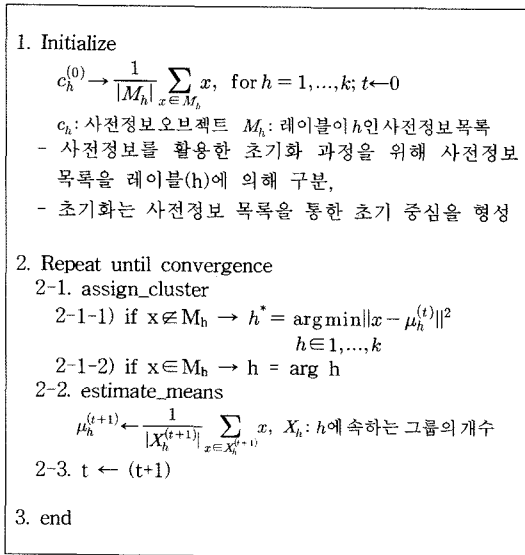 1. Initialize
c_h^{(0)} → \frac{1}{|M_h|} \sum_{x∈M_h} x, for h = 1,...,k; t←0
c_h: 사전정보오브젝트 M_h: 레이블이h인사전정보목록
- 사전정보를 활용한 초기화 과정을 위해 사전정보
목록을 레이블(h)에 의해 구분,
- 초기화는 사전정보 목록을 통한 초기 중심을 형성
2. Repeat until convergence
2-1. assign_cluster
2-1-1) if x∉M_h → h^* = argmin||x − μ_h^{(t)}||^2
h∈1,...,k
2-1-2) if x∈M_h → h = arg h
2-2. estimate_means
μ_h^{(t+1)} ← \frac{1}{|X_h^{(t+1)}|} \sum_{x∈X_h^{(t+1)}} x, X_h: h에속하는 그룹의 개수
2-3. t ← (t+1)
3. end